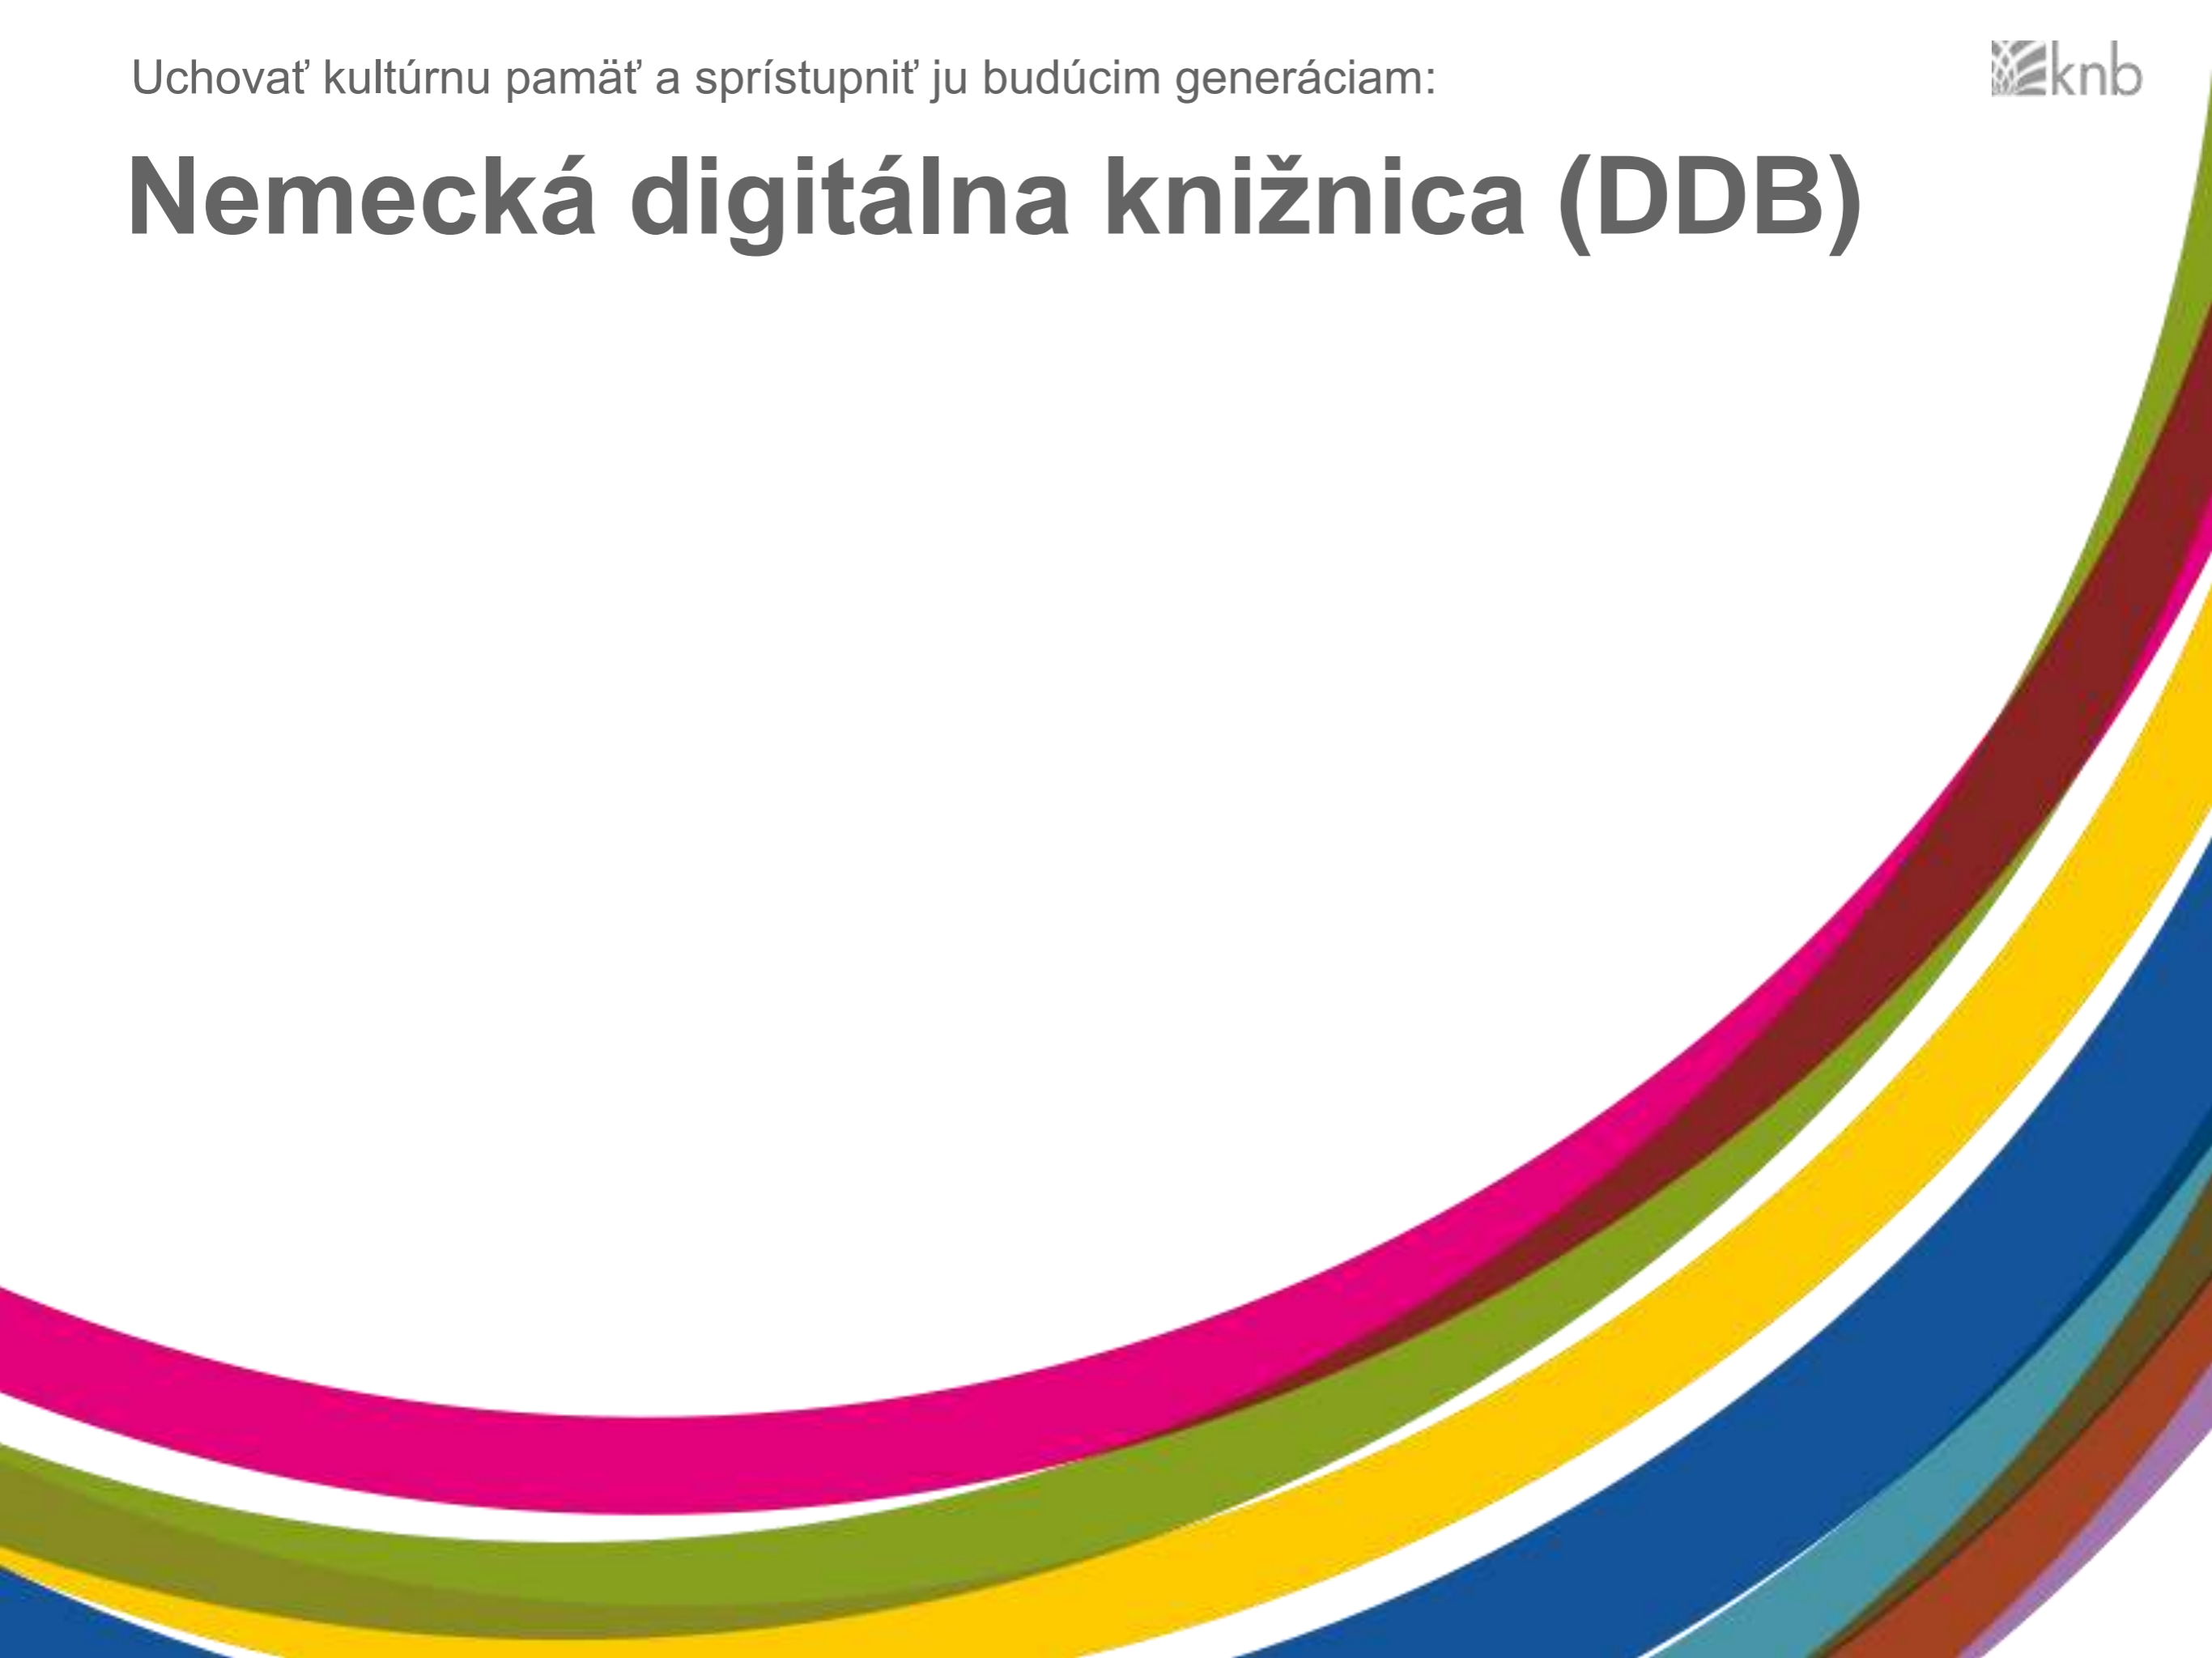 Uchovať kultúrnu pamäť a sprístupniť ju budúcim generáciam:
knb
Nemecká digitálna knižnica (DDB)